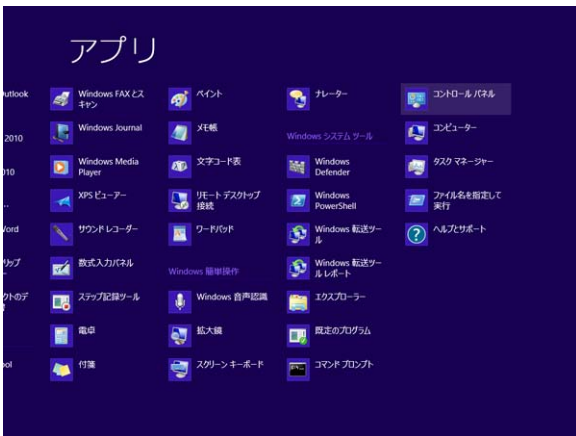 アプリ
Outlook
2010
010
Word
Windows FAX とス
キャン
Windows Journal
Windows Media
Player
XPS ビューアー
サウンド レコーダー
数式入力パネル
ステップ記録ツール
電卓
付箋
ペイント
メモ帳
文字コード表
リモート デスクトップ
接続
ワードパッド
Windows 簡単操作
Windows 音声認識
拡大鏡
スクリーン キーボード
ナレーター
Windows システム ツール
Windows
Defender
Windows
PowerShell
Windows 転送ツー
ル
Windows 転送ツー
ル レポート
エクスプローラー
既定のプログラム
コマンド プロンプト
コントロール パネル
コンピューター
タスク マネージャー
ファイル名を指定して
実行
ヘルプとサポート